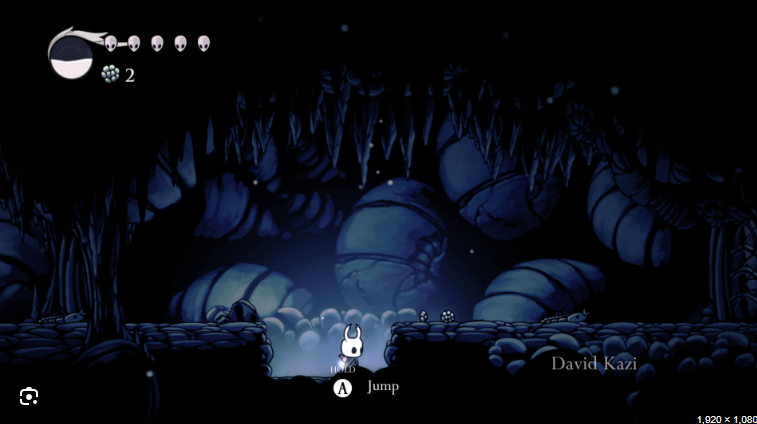 2
David Kazi
HOLD
A Jump
1,920 × 1,080